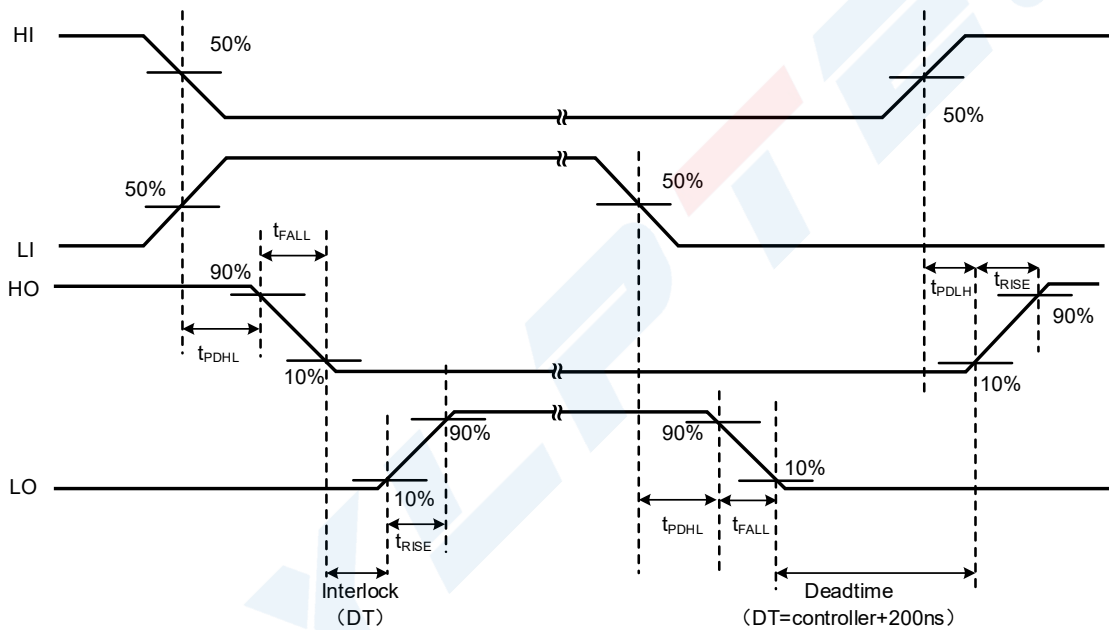 HI
50%
50%
50%
50%
LI
tFALL
HO
90%
tPDHL
10%
tPDLH
tRISE
90%
10%
90%
90%
10%
LO
10%
tRISE
tPDHL
tFALL
Interlock
（DT）
Deadtime
（DT=controller+200ns）